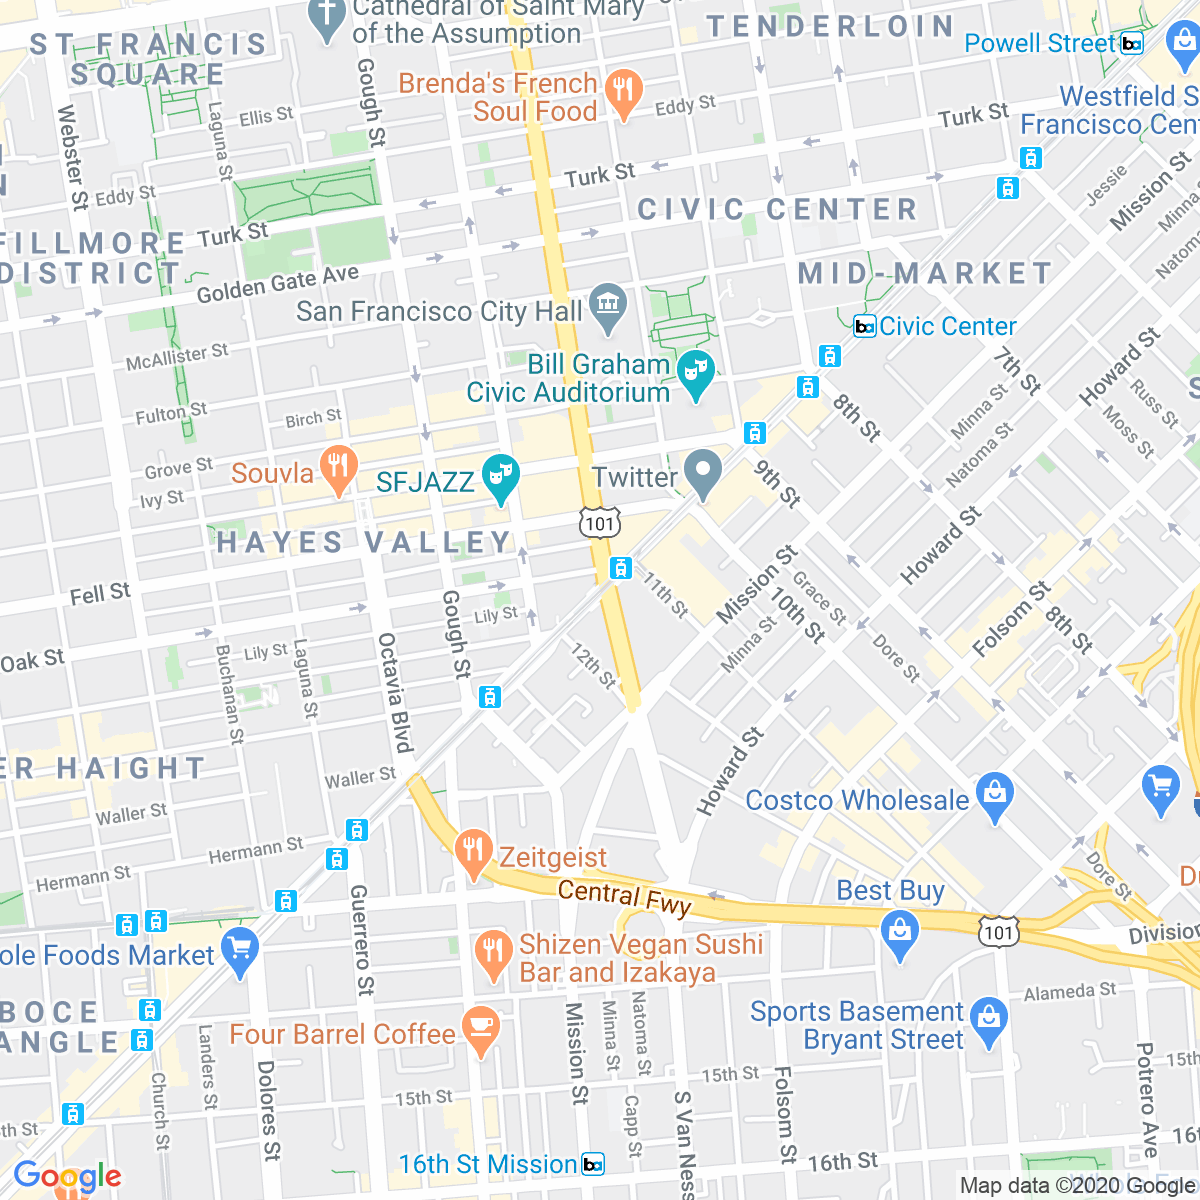 Cathedral of Saint Mary
of the Assumption
TENDERLOIN
Powell Street
ST FRANCIS
SQUARE
Gough St
Brenda's French
Soul Food
Eddy St
Westfield S
Francisco Cent
Webster St
Laguna St
Ellis St
Turk St
Turk St
Jessie
Mission St
Minna
Natoma
Eddy St
CIVIC CENTER
FILLMORE
DISTRICT
Turk St
Golden Gate Ave
MID-MARKET
San Francisco City Hall
Civic Center
McAllister St
Bill Graham
Civic Auditorium
7th St
Howard St
Russ St
Moss St
Minna St
Natoma St
8th St
Fulton St
Birch St
Grove St
Ivy St
Souvla
SFJAZZ
Twitter
9th St
101
HAYES VALLEY
Howard St
Mission St
Fell St
11th St
Grace St
10th St
Folsom St
8th St
Gough St
Lily St
Minna St
Dore St
Oak St
Lily St
Buchanan St
Laguna St
Octavia Blvd
12th St
Howard St
ER HAIGHT
Waller St
Waller St
Costco Wholesale
Hermann St
Hermann St
Zeitgeist
Central Fwy
Best Buy
Dore St
Du
101
Division
Guerrero St
ole Foods Market
Shizen Vegan Sushi
Bar and Izakaya
Alameda St
BOCE
ANGLE
Four Barrel Coffee
Mission St
Minna St
Natoma St
Sports Basement
Bryant Street
Landers St
Church St
Dolores St
15th St
15th St
Capp St
S Van Ness
Folsom St
Potrero Ave
16th St Mission
16th St
16th
Google
Map data ©2020 Google